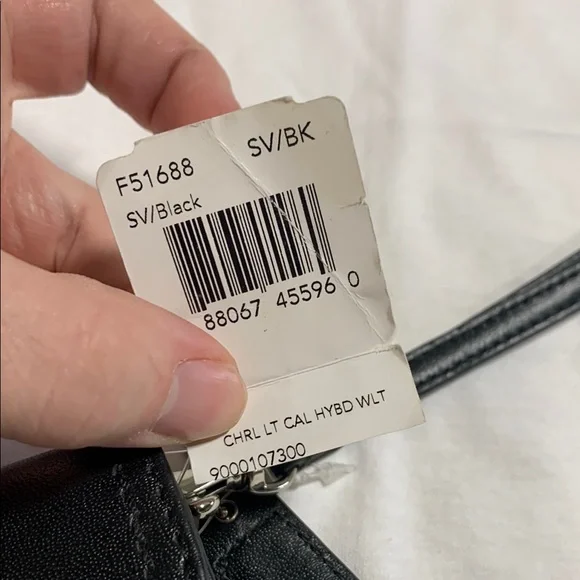 F51688 SV/BK
SV/Black
88067 45596 0
CHRL LT CAL HYBD WLT
9000107300